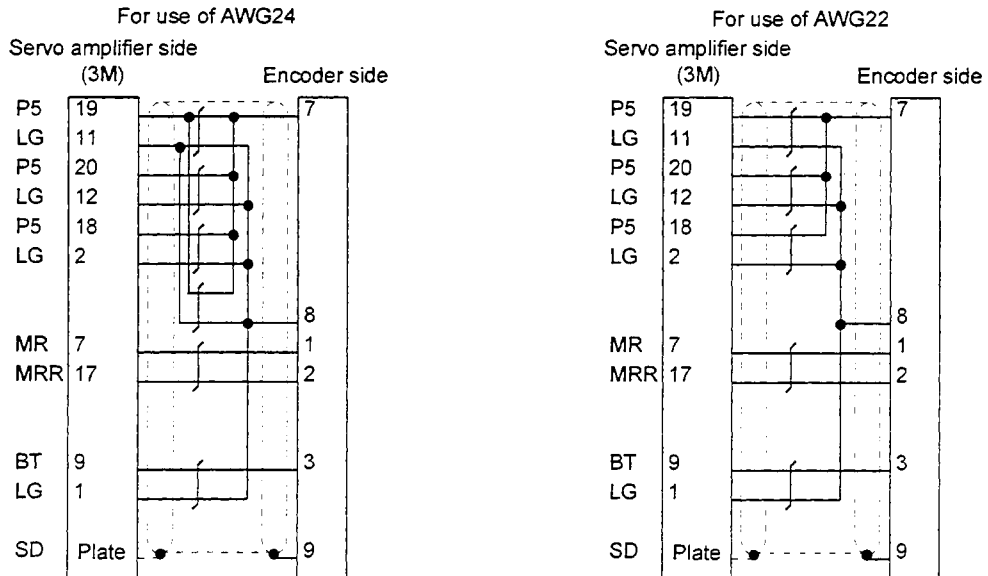 For use of AWG24
Servo amplifier side
(3M)
Encoder side
P5 19 7
LG 11
P5 20
LG 12
P5 18
LG 2
8
MR 7 1
MRR 17 2
BT 9 3
LG 1
SD Plate 9
For use of AWG22
Servo amplifier side
(3M)
Encoder side
P5 19 7
LG 11
P5 20
LG 12
P5 18
LG 2
8
MR 7 1
MRR 17 2
BT 9 3
LG 1
SD Plate 9